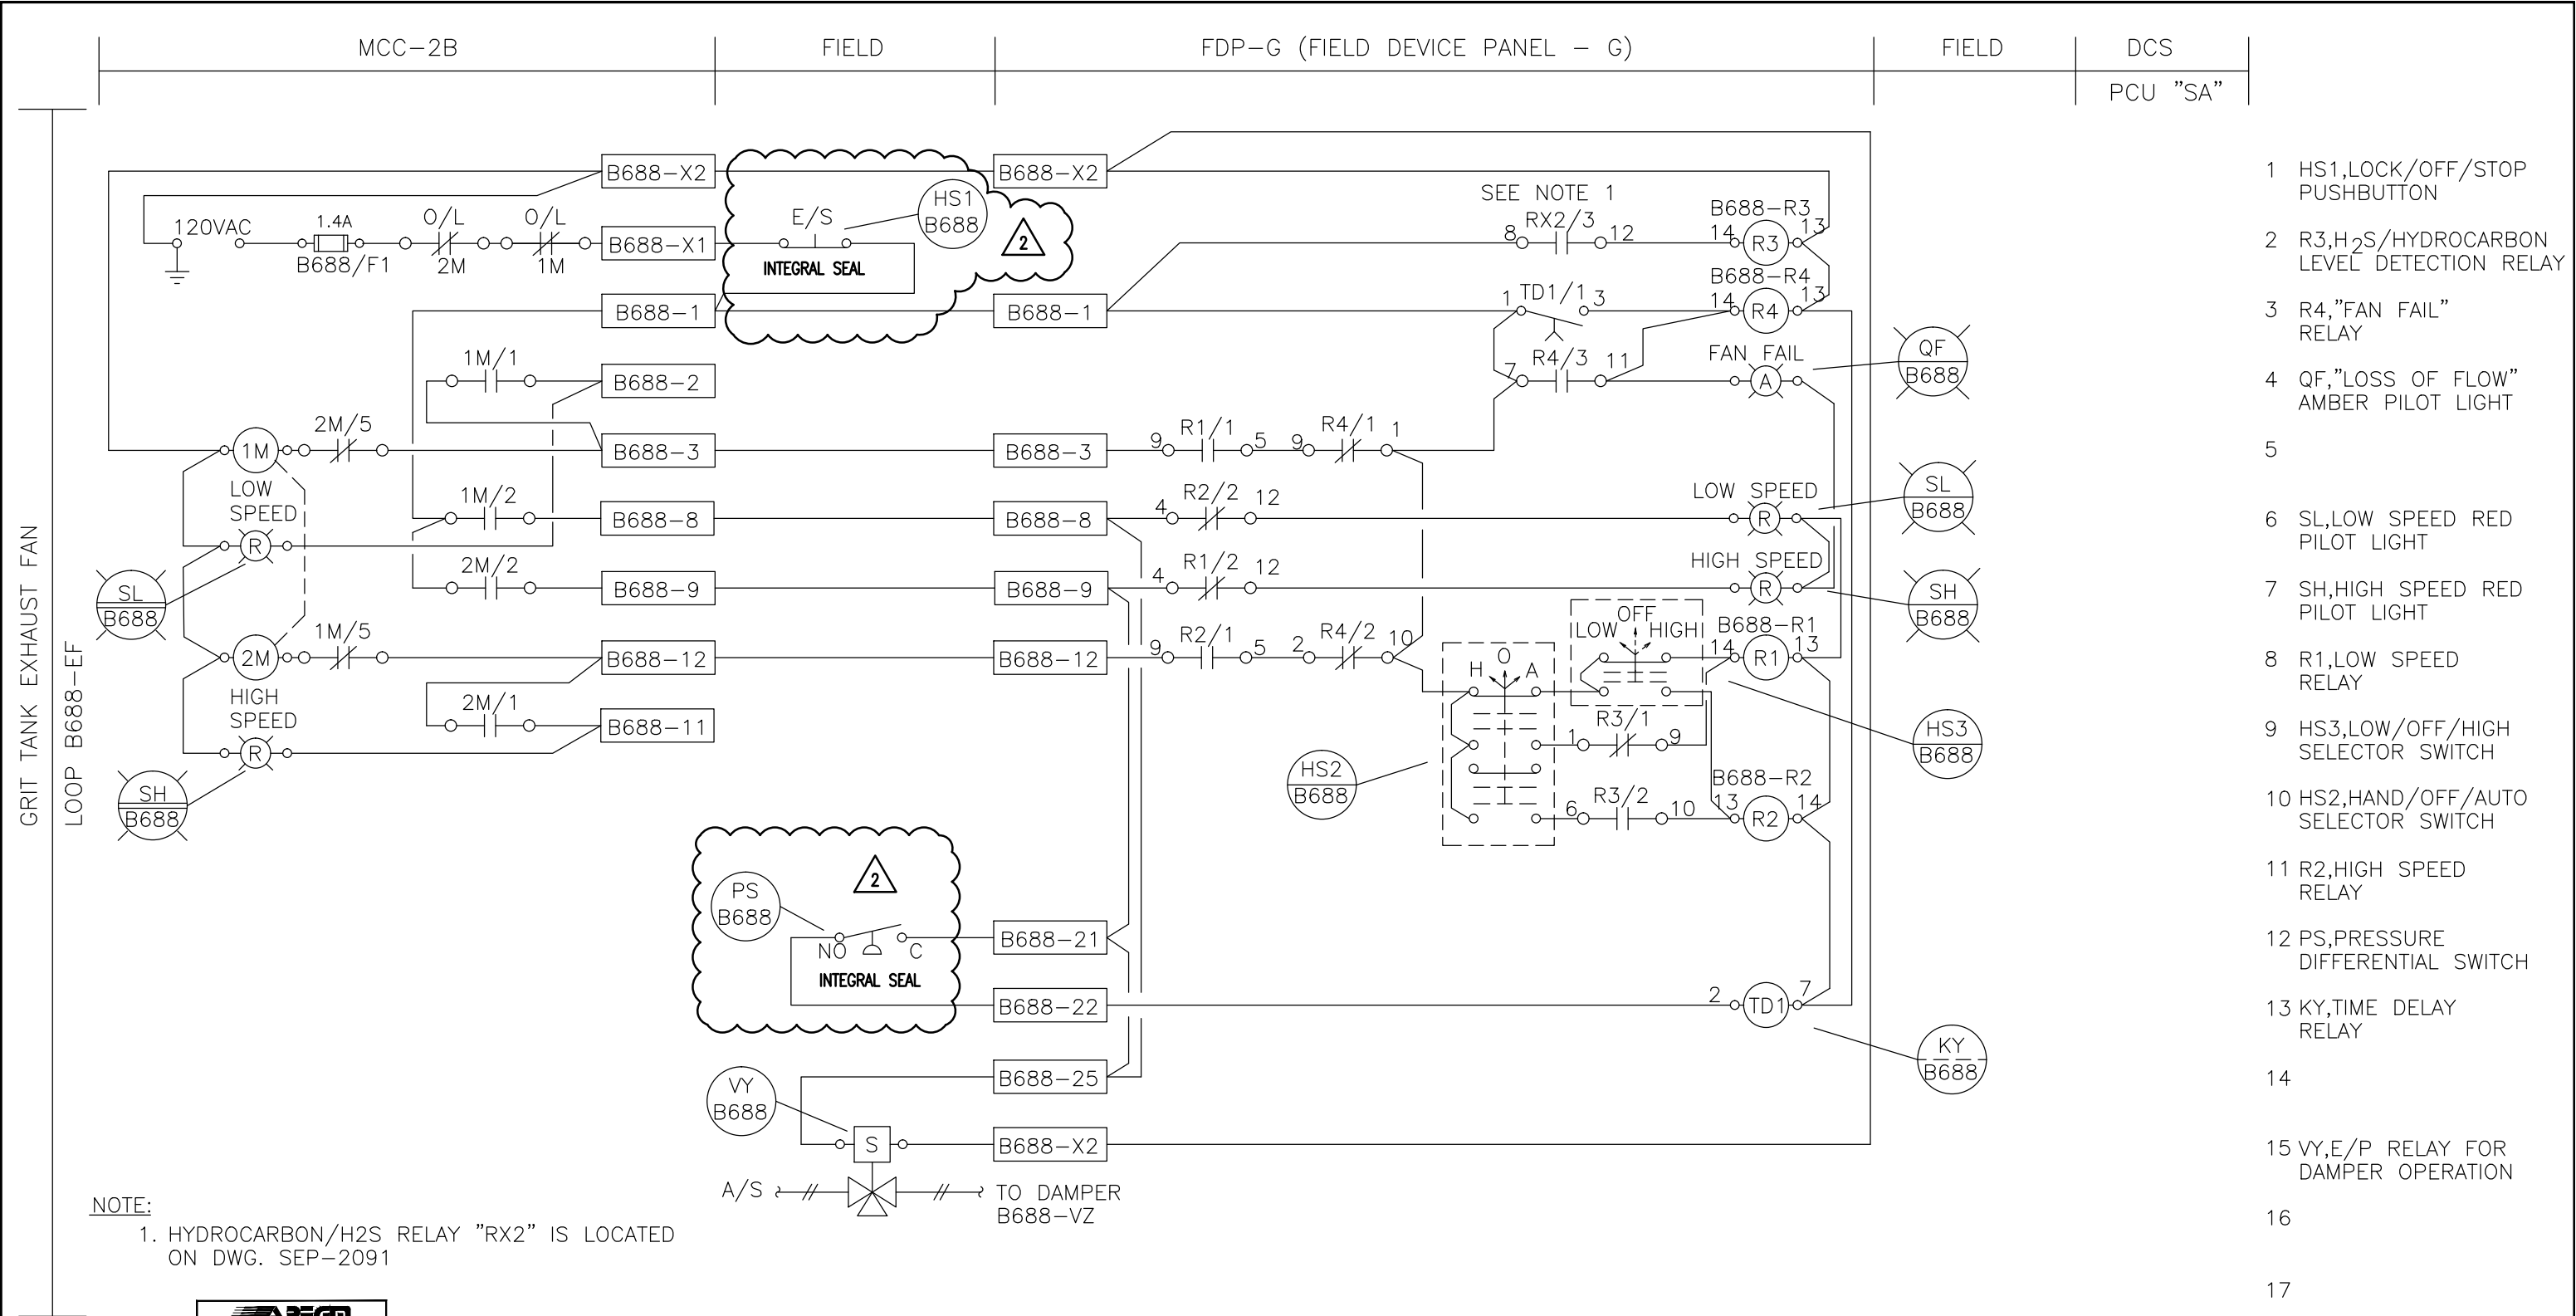 MCC-2B
FIELD
FDP-G (FIELD DEVICE PANEL - G)
FIELD
DCS
PCU "SA"
GRIT TANK EXHAUST FAN
LOOP B688-EF
B688-X2
B688-X2
120VAC
1.4A
B688/F1
O/L
2M
O/L
1M
B688-X1
E/S
INTEGRAL SEAL
HS1
B688
2
SEE NOTE 1
8
RX2/3
12
B688-R3
14
R3
13
B688-1
B688-1
1
TD1/1
3
B688-R4
14
R4
13
1M/1
B688-2
7
R4/3
11
FAN FAIL
A
QF
B688
1M
2M/5
B688-3
B688-3
9
R1/1
5
9
R4/1
1
LOW
SPEED
R
SL
B688
1M/2
B688-8
B688-8
4
R2/2
12
LOW SPEED
R
SL
B688
2M/2
B688-9
B688-9
4
R1/2
12
HIGH SPEED
R
SH
B688
2M
1M/5
B688-12
B688-12
9
R2/1
5
2
R4/2
10
HIGH
SPEED
R
SH
B688
2M/1
B688-11
H
O
A
OFF
LOW
HIGH
B688-R1
14
R1
13
HS3
B688
HS2
B688
1
R3/1
9
6
R3/2
10
B688-R2
13
R2
14
PS
B688
2
NO
C
INTEGRAL SEAL
B688-21
B688-22
2
TD1
7
KY
B688
B688-25
VY
B688
S
B688-X2
A/S
TO DAMPER
B688-VZ
NOTE:
1. HYDROCARBON/H2S RELAY "RX2" IS LOCATED
ON DWG. SEP-2091
1 HS1,LOCK/OFF/STOP
PUSHBUTTON
2 R3,H2S/HYDROCARBON
LEVEL DETECTION RELAY
3 R4,"FAN FAIL"
RELAY
4 QF,"LOSS OF FLOW"
AMBER PILOT LIGHT
5
6 SL,LOW SPEED RED
PILOT LIGHT
7 SH,HIGH SPEED RED
PILOT LIGHT
8 R1,LOW SPEED
RELAY
9 HS3,LOW/OFF/HIGH
SELECTOR SWITCH
10 HS2,HAND/OFF/AUTO
SELECTOR SWITCH
11 R2,HIGH SPEED
RELAY
12 PS,PRESSURE
DIFFERENTIAL SWITCH
13 KY,TIME DELAY
RELAY
14
15 VY,E/P RELAY FOR
DAMPER OPERATION
16
17